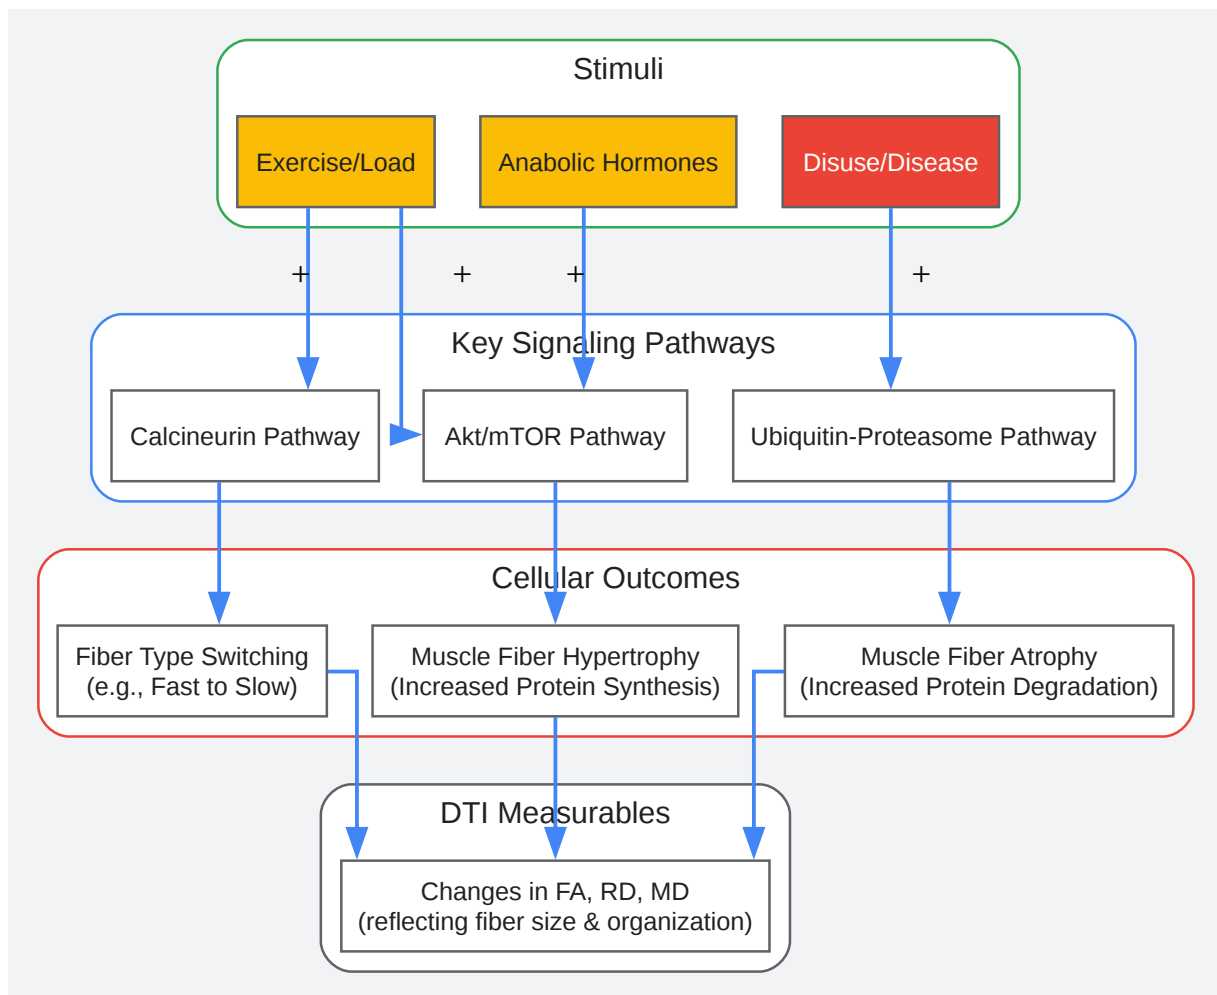 Stimuli
Exercise/Load
Anabolic Hormones
Disuse/Disease
+
+
+
+
Key Signaling Pathways
Calcineurin Pathway
Akt/mTOR Pathway
Ubiquitin-Proteasome Pathway
Cellular Outcomes
Fiber Type Switching
(e.g., Fast to Slow)
Muscle Fiber Hypertrophy
(Increased Protein Synthesis)
Muscle Fiber Atrophy
(Increased Protein Degradation)
DTI Measurables
Changes in FA, RD, MD
(reflecting fiber size & organization)